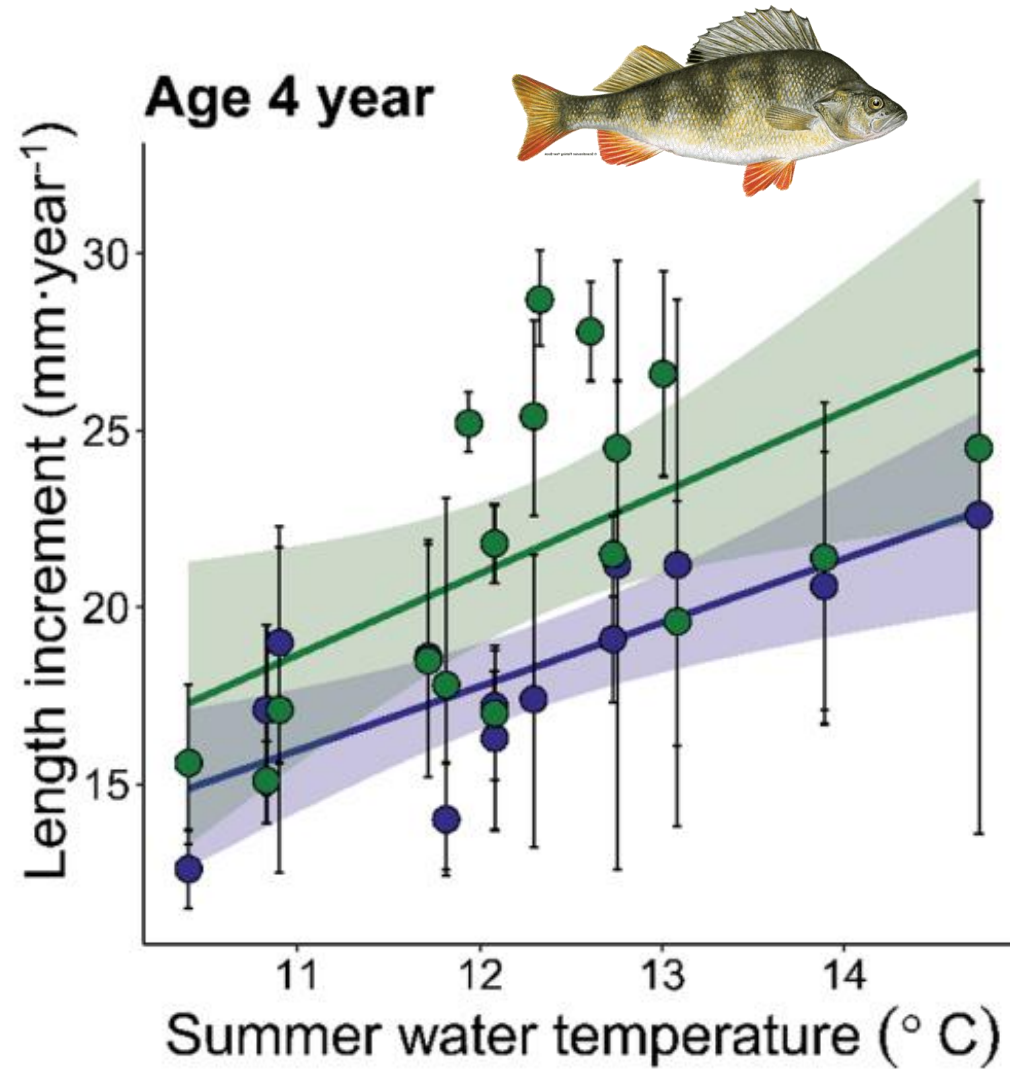 Age 4 year
Length increment (mm·year⁻¹)
30
25
20
15
11 12 13 14
Summer water temperature (° C)